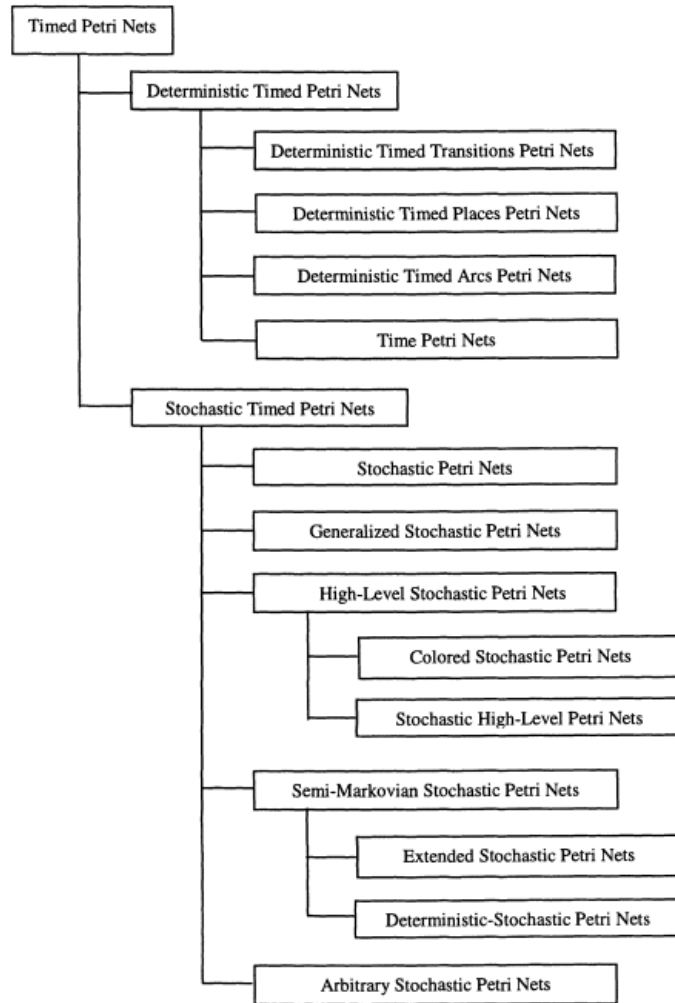 Timed Petri Nets
Deterministic Timed Petri Nets
Deterministic Timed Transitions Petri Nets
Deterministic Timed Places Petri Nets
Deterministic Timed Arcs Petri Nets
Time Petri Nets
Stochastic Timed Petri Nets
Stochastic Petri Nets
Generalized Stochastic Petri Nets
High-Level Stochastic Petri Nets
Colored Stochastic Petri Nets
Stochastic High-Level Petri Nets
Semi-Markovian Stochastic Petri Nets
Extended Stochastic Petri Nets
Deterministic-Stochastic Petri Nets
Arbitrary Stochastic Petri Nets